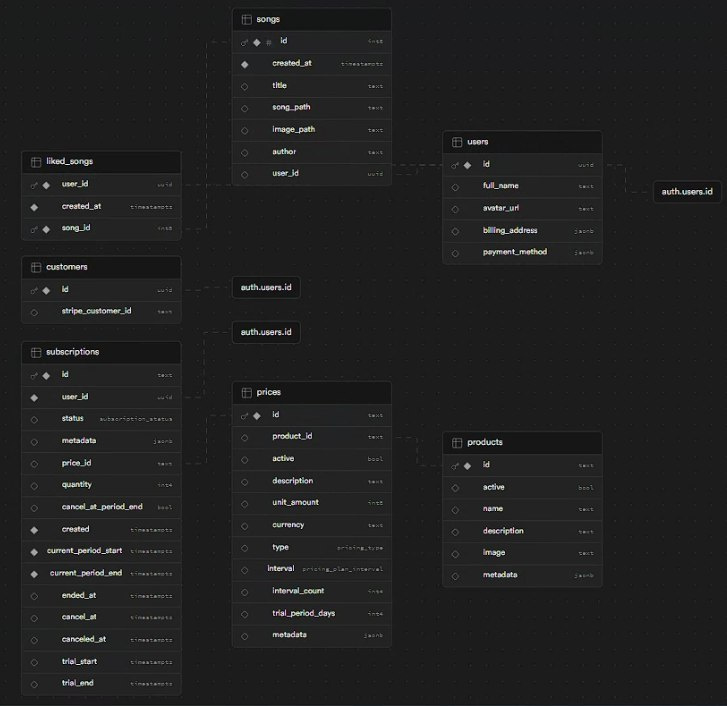 songs
id int8
created_at timestamptz
title text
song_path text
image_path text
author text
user_id uuid
liked_songs
user_id uuid
created_at timestamptz
song_id int8
users
id uuid
full_name text
avatar_url text
billing_address jsonb
payment_method jsonb
auth.users.id
customers
id uuid
stripe_customer_id text
auth.users.id
auth.users.id
subscriptions
id text
user_id uuid
status subscription_status
metadata jsonb
price_id text
quantity int4
cancel_at_period_end bool
created timestamptz
current_period_start timestamptz
current_period_end timestamptz
ended_at timestamptz
cancel_at timestamptz
canceled_at timestamptz
trial_start timestamptz
trial_end timestamptz
prices
id text
product_id text
active bool
description text
unit_amount int8
currency text
type pricing_type
interval pricing_plan_interval
interval_count int4
trial_period_days int4
metadata jsonb
products
id text
active bool
name text
description text
image text
metadata jsonb